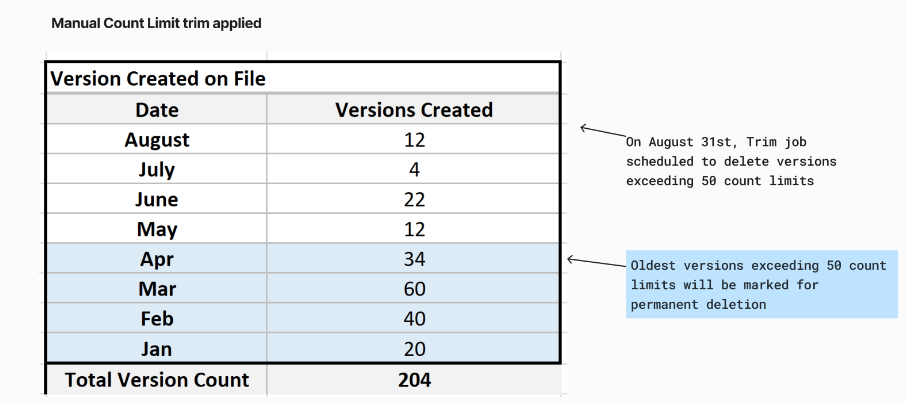 Manual Count Limit trim applied
Version Created on File
Date Versions Created
August 12
July 4
June 22
May 12
Apr 34
Mar 60
Feb 40
Jan 20
Total Version Count 204
On August 31st, Trim job
scheduled to delete versions
exceeding 50 count limits
Oldest versions exceeding 50 count
limits will be marked for
permanent deletion